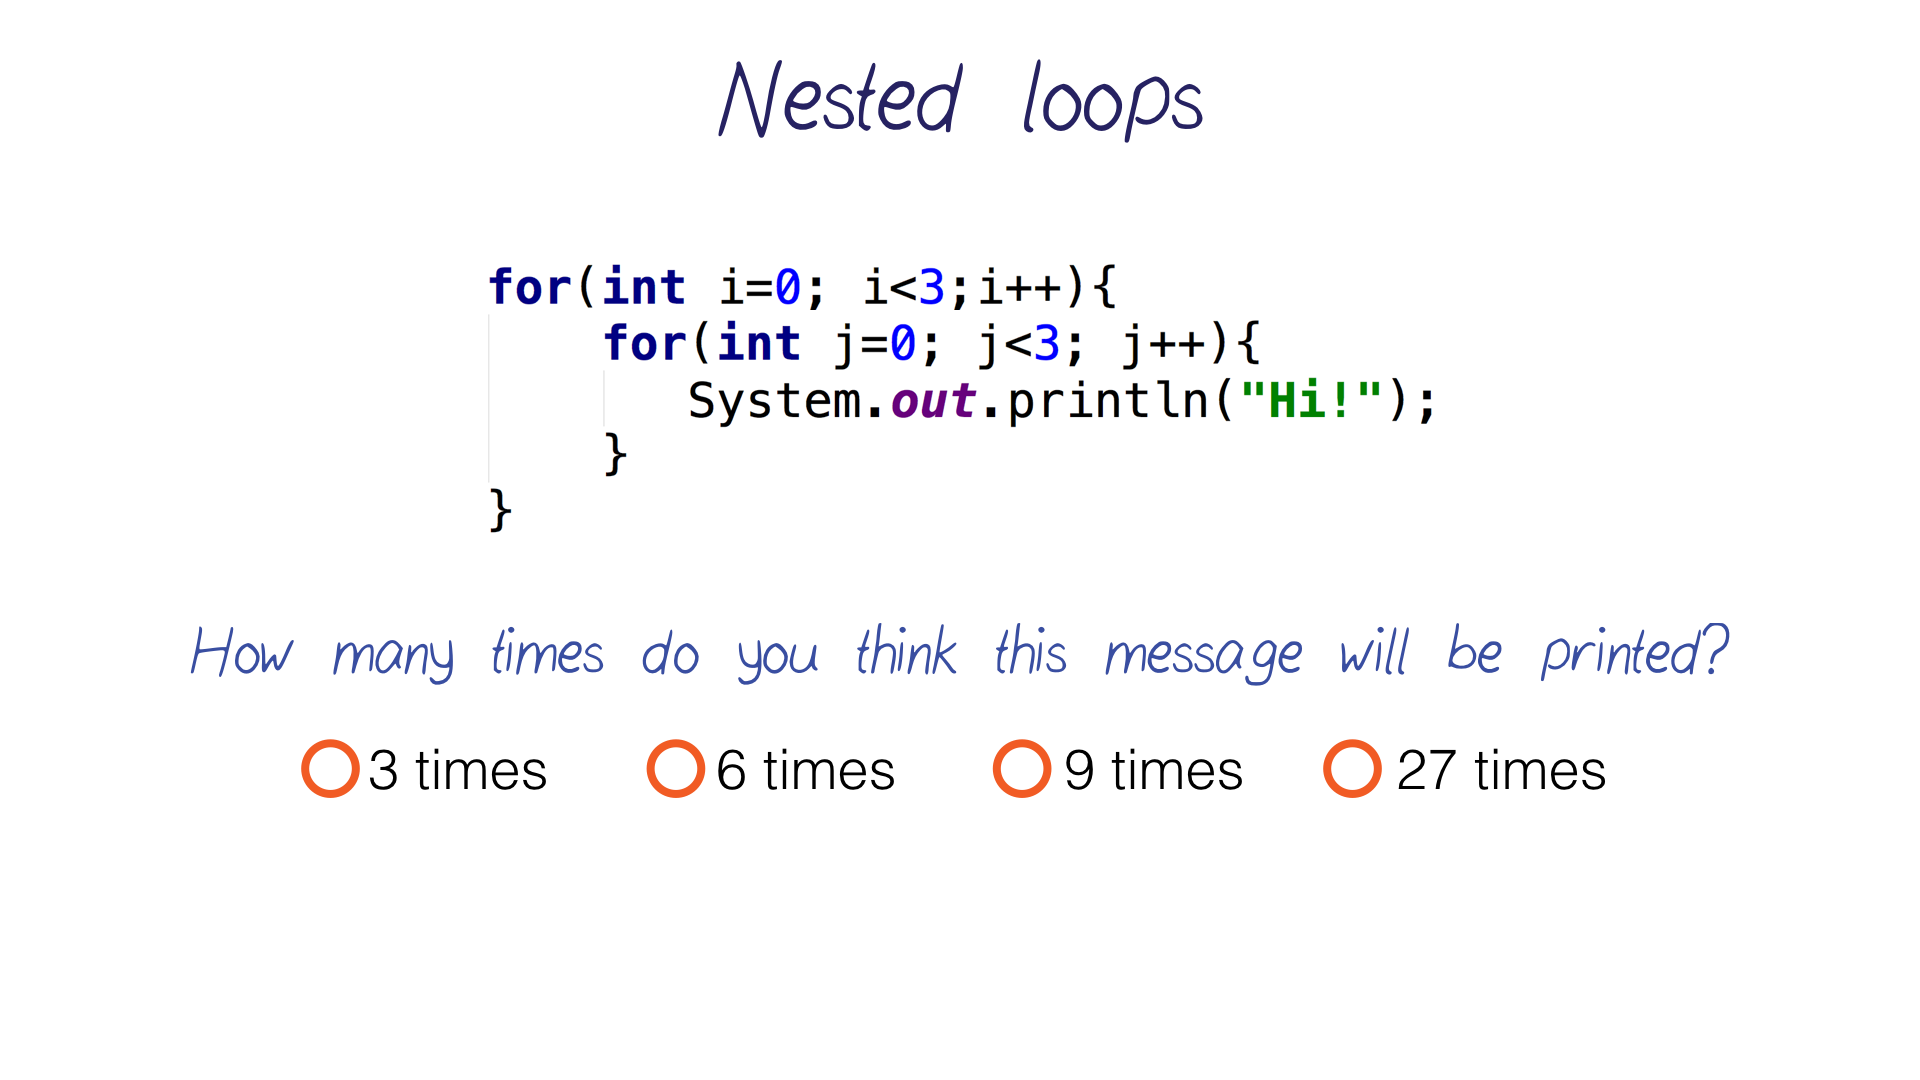 Nested loops
for(int i=0; i<3;i++){
for(int j=0; j<3; j++){
System.out.println("Hi!");
}
}
How many times do you think this message will be printed?
3 times 6 times 9 times 27 times